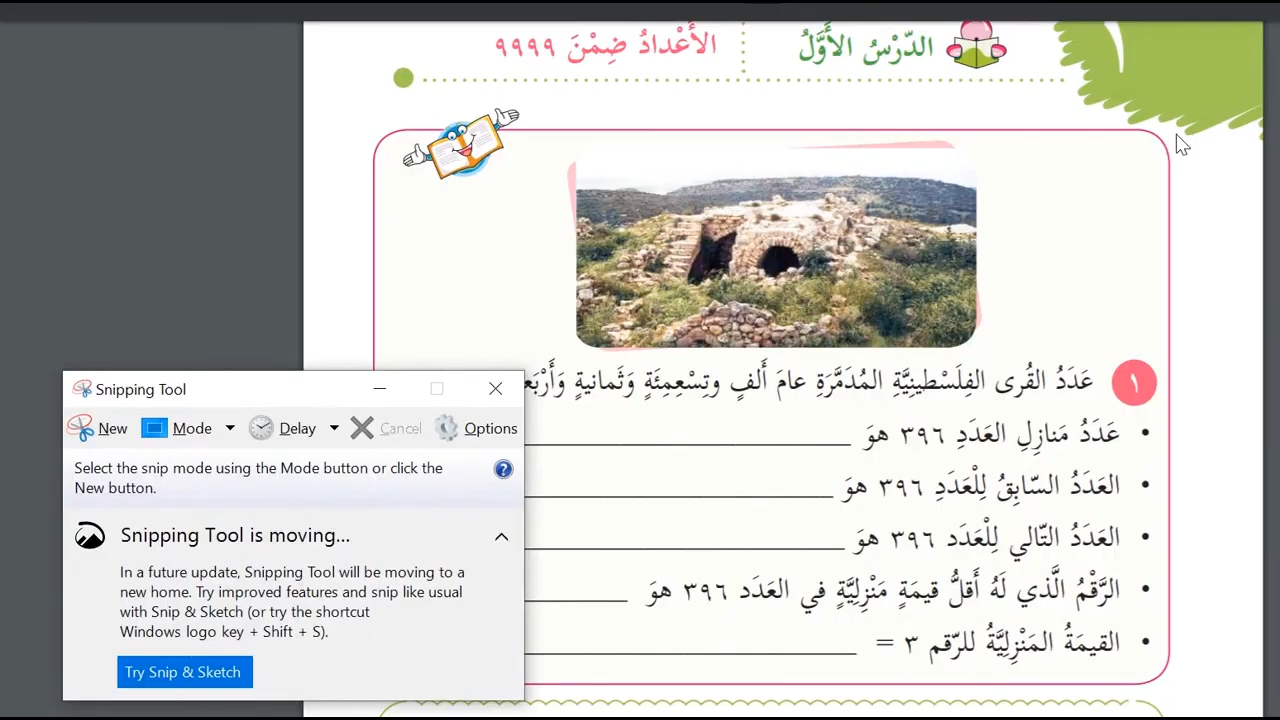 ١
الدّرْسُ الأَوَّلُ
الأَعْدادُ ضِمْنَ ٩٩٩٩
١ عَدَدُ القُرى الفِلَسْطينِيَّةِ المُدَمَّرَةِ عامَ أَلفٍ وتِسْعِمِئَةٍ وَثَمانيةٍ
• عَدَدُ مَنازِلِ العَدَدِ ٣٩٦ هوَ
• العَدَدُ السّابِقُ لِلْعَدَدِ ٣٩٦ هوَ
• العَدَدُ التّالي لِلْعَدَد ٣٩٦ هوَ
• الرَّقْمُ الَّذي لَهُ أَقلُّ قيمَةٍ مَنْزِلِيَّةٍ في العَدَد ٣٩٦ هوَ
• القيمَةُ المَنْزِلِيَّةُ للرّقم ٣ =
Snipping Tool
New Mode Delay Cancel Options
Select the snip mode using the Mode button or click the
New button.
Snipping Tool is moving...
In a future update, Snipping Tool will be moving to a
new home. Try improved features and snip like usual
with Snip & Sketch (or try the shortcut
Windows logo key + Shift + S).
Try Snip & Sketch